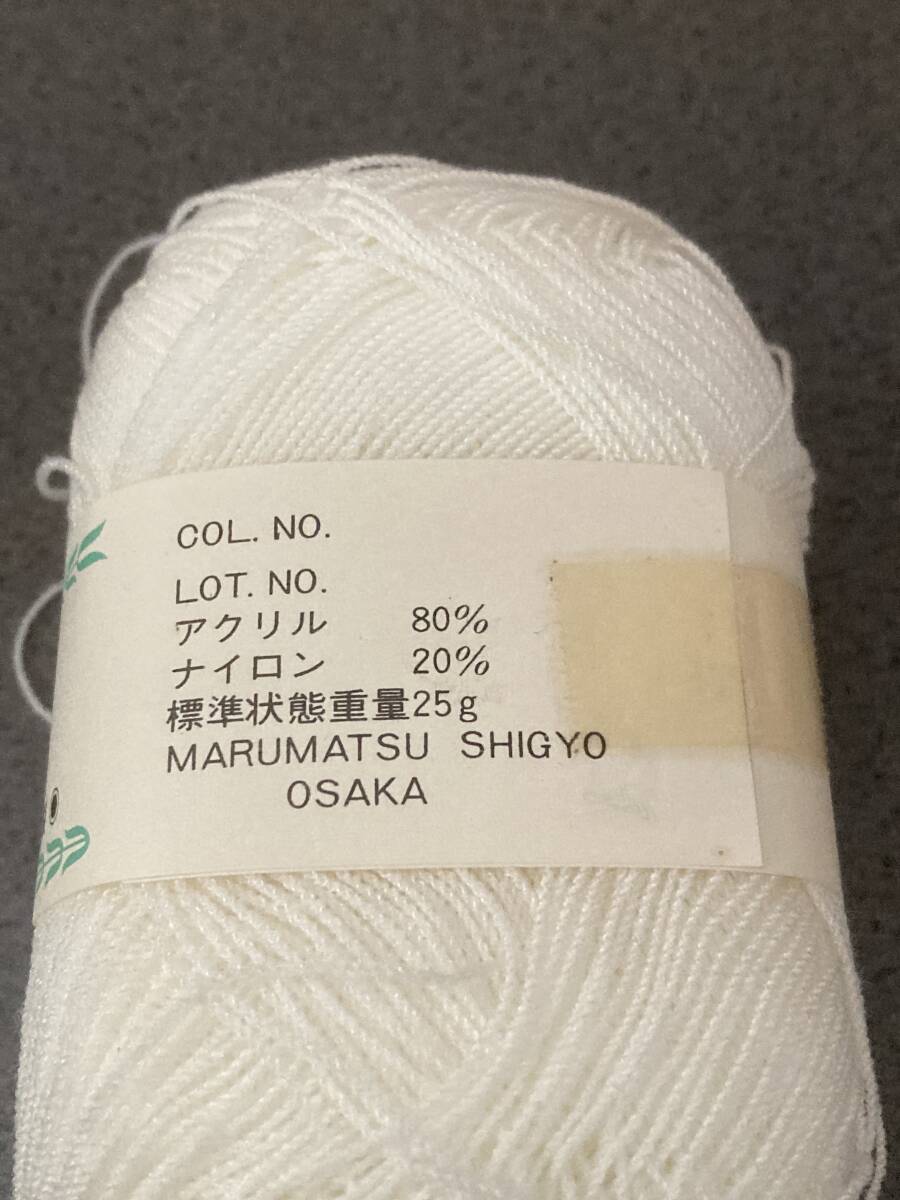 COL. NO.
LOT. NO.
アクリル 80%
ナイロン 20%
標準状態重量25g
MARUMATSU SHIGYO
OSAKA